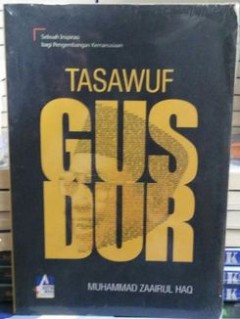 Sebuah Inspirasi
bagi Pengembangan Kemanusiaan
TASAWUF
GUS
DUR
MUHAMMAD ZAAIRUL HAQ